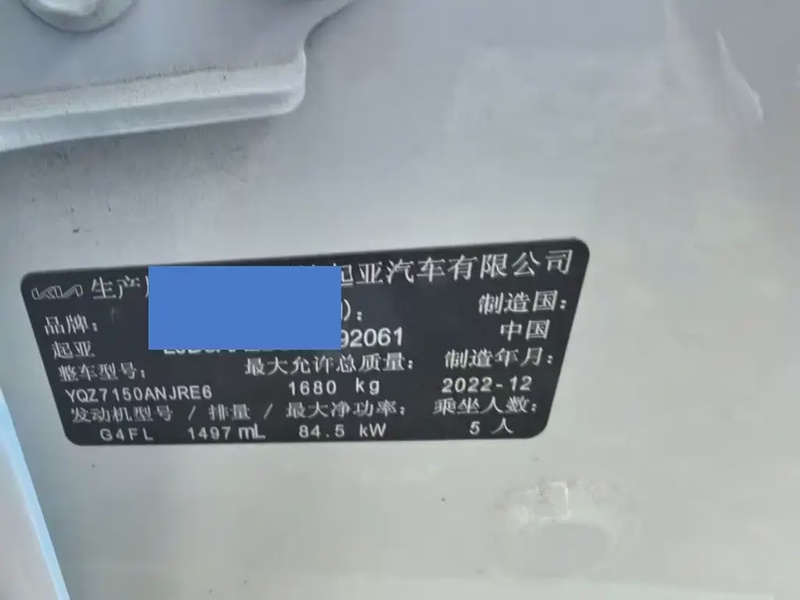 KIA 生产
起亚汽车有限公司
品牌: ): 制造国:
起亚 92061 中国
整车型号: 最大允许总质量: 制造年月:
YQZ7150ANJRE6 1680 kg 2022-12
发动机型号 / 排量 / 最大净功率: 乘坐人数:
G4FL 1497 mL 84.5 kW 5 人